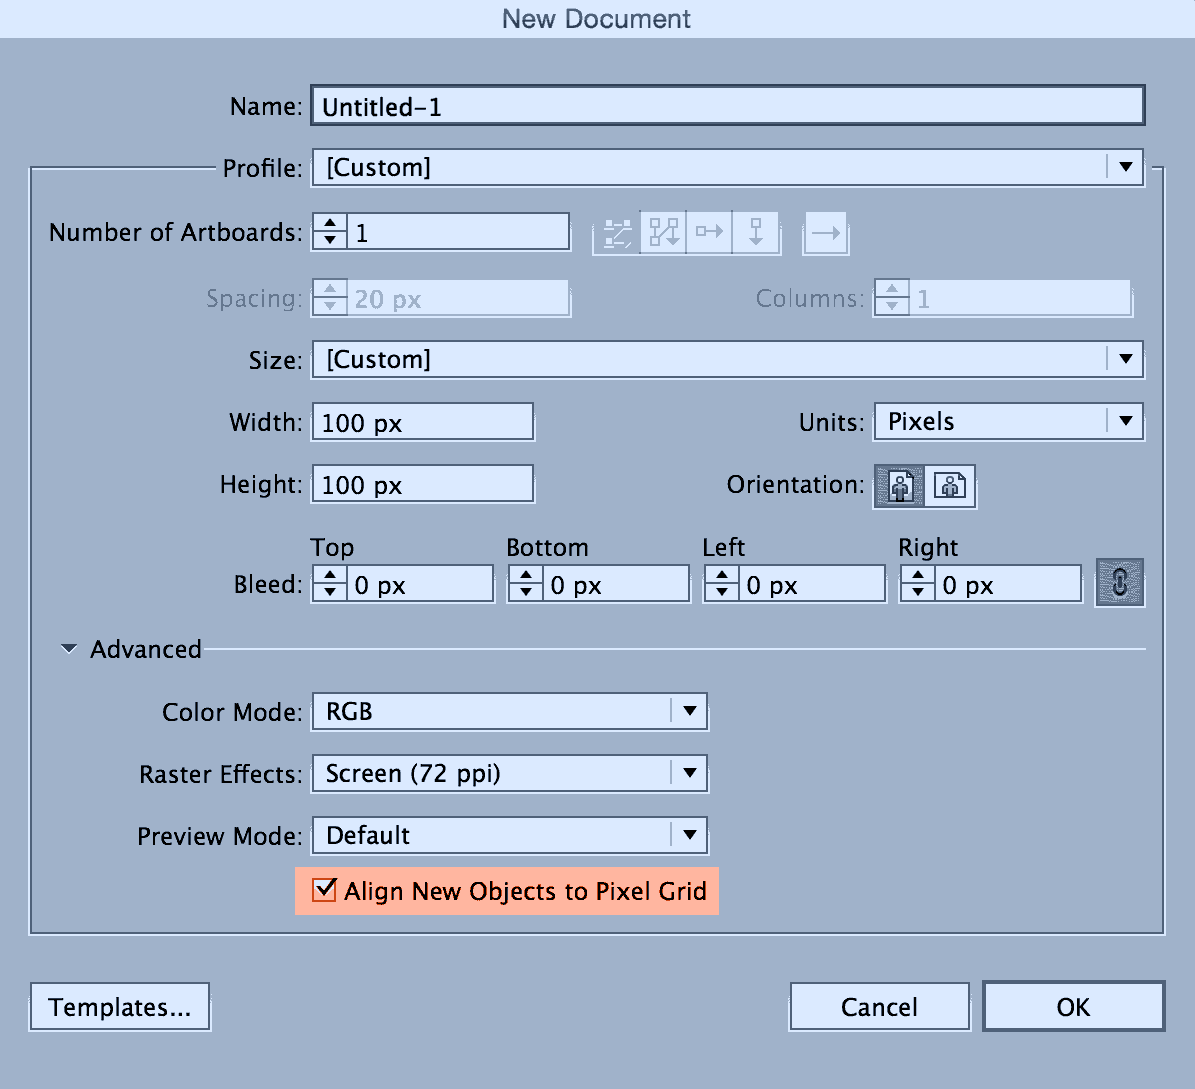 New Document
Name: Untitled-1
Profile: [Custom]
Number of Artboards: 1
Spacing: 20 px Columns: 1
Size: [Custom]
Width: 100 px Units: Pixels
Height: 100 px Orientation:
Top Bottom Left Right
Bleed: 0 px 0 px 0 px 0 px
Advanced
Color Mode: RGB
Raster Effects: Screen (72 ppi)
Preview Mode: Default
Align New Objects to Pixel Grid
Templates... Cancel OK